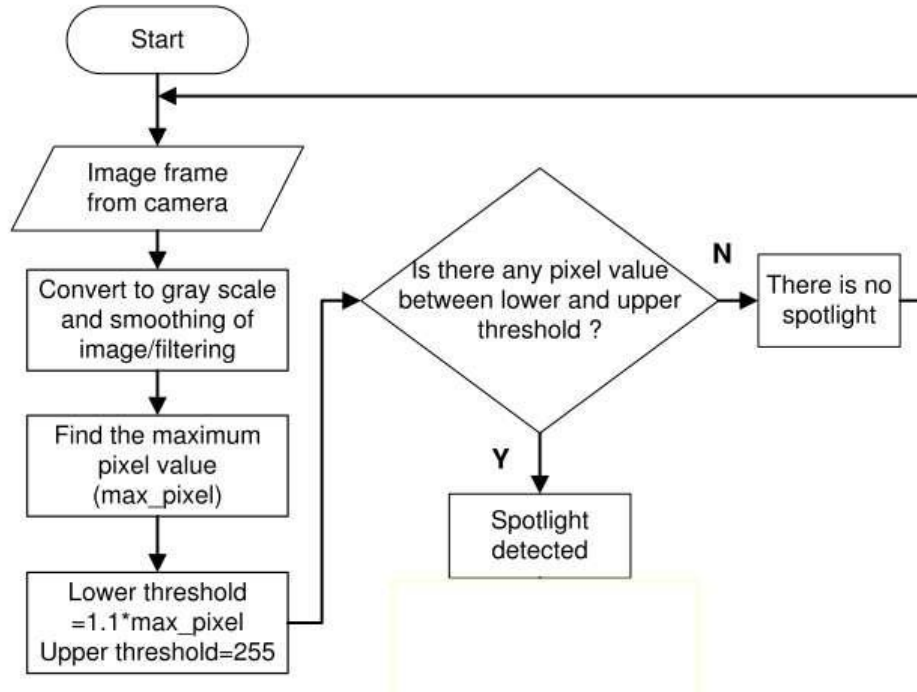 Start
Image frame
from camera
Convert to gray scale
and smoothing of
image/filtering
Find the maximum
pixel value
(max_pixel)
Lower threshold
=1.1*max_pixel
Upper threshold=255
Is there any pixel value
between lower and upper
threshold ?
N
There is no
spotlight
Y
Spotlight
detected